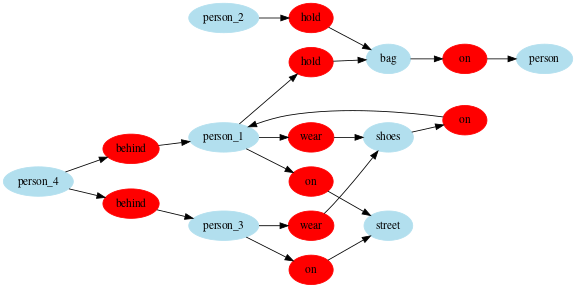 person_2 hold
hold bag on person
on
behind person_1 wear shoes
person_4 on
behind person_3 wear street
on